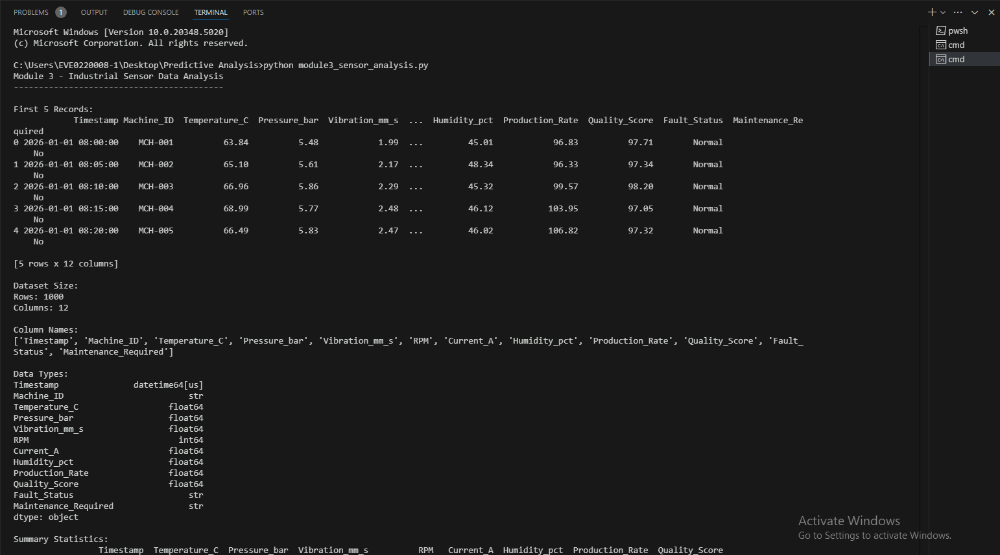 PROBLEMS 1 OUTPUT DEBUG CONSOLE TERMINAL PORTS
Microsoft Windows [Version 10.0.20348.5020]
(c) Microsoft Corporation. All rights reserved.
C:\Users\EVE0220008-1\Desktop\Predictive Analysis>python module3_sensor_analysis.py
Module 3 - Industrial Sensor Data Analysis
------------------------------------------
First 5 Records:
            Timestamp Machine_ID  Temperature_C  Pressure_bar  Vibration_mm_s  ...  Humidity_pct  Production_Rate  Quality_Score  Fault_Status  Maintenance_Re
quired
0 2026-01-01 08:00:00    MCH-001          63.84          5.48            1.99  ...         45.01            96.83          97.71        Normal
    No
1 2026-01-01 08:05:00    MCH-002          65.10          5.61            2.17  ...         48.34            96.33          97.34        Normal
    No
2 2026-01-01 08:10:00    MCH-003          66.96          5.86            2.29  ...         45.32            99.57          98.20        Normal
    No
3 2026-01-01 08:15:00    MCH-004          68.99          5.77            2.48  ...         46.12           103.95          97.05        Normal
    No
4 2026-01-01 08:20:00    MCH-005          66.49          5.83            2.47  ...         46.02           106.82          97.32        Normal
    No
[5 rows x 12 columns]
Dataset Size:
Rows: 1000
Columns: 12
Column Names:
['Timestamp', 'Machine_ID', 'Temperature_C', 'Pressure_bar', 'Vibration_mm_s', 'RPM', 'Current_A', 'Humidity_pct', 'Production_Rate', 'Quality_Score', 'Fault_
Status', 'Maintenance_Required']
Data Types:
Timestamp               datetime64[us]
Machine_ID                         str
Temperature_C                  float64
Pressure_bar                   float64
Vibration_mm_s                 float64
RPM                              int64
Current_A                      float64
Humidity_pct                   float64
Production_Rate                float64
Quality_Score                  float64
Fault_Status                       str
Maintenance_Required               str
dtype: object
Summary Statistics:
                 Timestamp  Temperature_C  Pressure_bar  Vibration_mm_s          RPM   Current_A  Humidity_pct  Production_Rate  Quality_Score
pwsh
cmd
cmd
Activate Windows
Go to Settings to activate Windows.